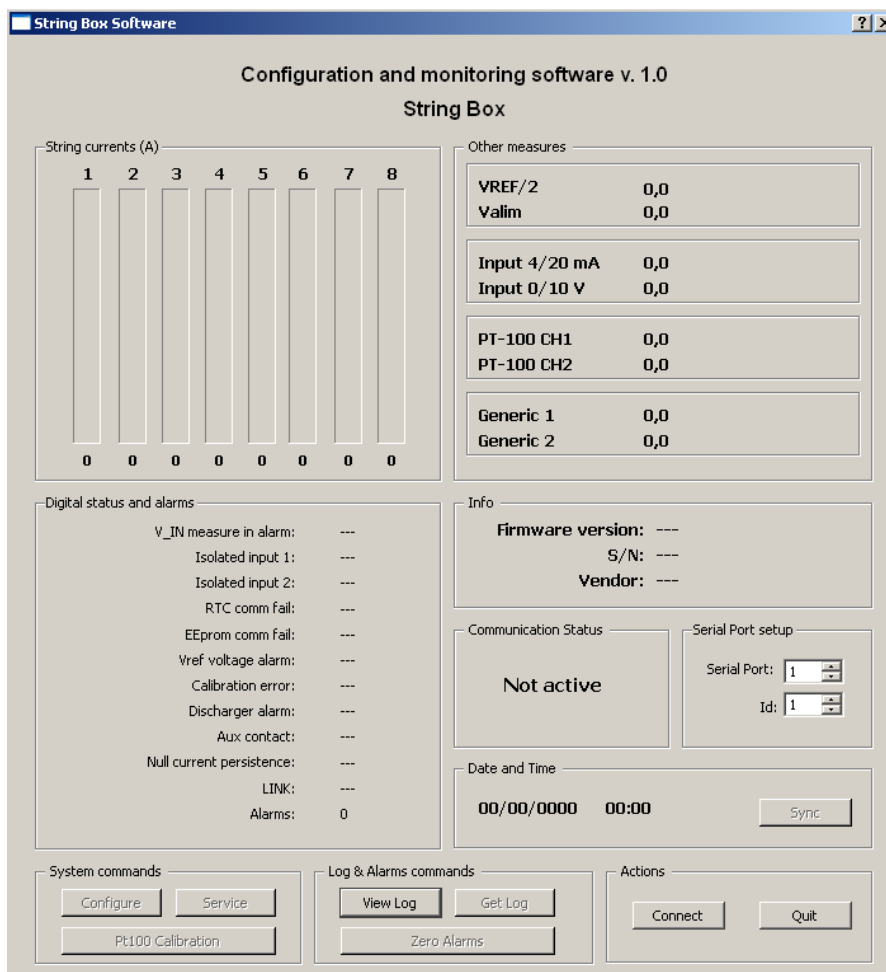 String Box Software
Configuration and monitoring software v. 1.0
String Box
String currents (A)
1 2 3 4 5 6 7 8
0 0 0 0 0 0 0 0
Other measures
VREF/2 0,0
Valim 0,0
Input 4/20 mA 0,0
Input 0/10 V 0,0
PT-100 CH1 0,0
PT-100 CH2 0,0
Generic 1 0,0
Generic 2 0,0
Digital status and alarms
V_IN measure in alarm: ---
Isolated input 1: ---
Isolated input 2: ---
RTC comm fail: ---
EEprom comm fail: ---
Vref voltage alarm: ---
Calibration error: ---
Discharger alarm: ---
Aux contact: ---
Null current persistence: ---
LINK: ---
Alarms: 0
Info
Firmware version: ---
S/N: ---
Vendor: ---
Communication Status
Not active
Serial Port setup
Serial Port: 1
Id: 1
Date and Time
00/00/0000 00:00 Sync
System commands
Configure Service
Pt100 Calibration
Log & Alarms commands
View Log Get Log
Zero Alarms
Actions
Connect Quit